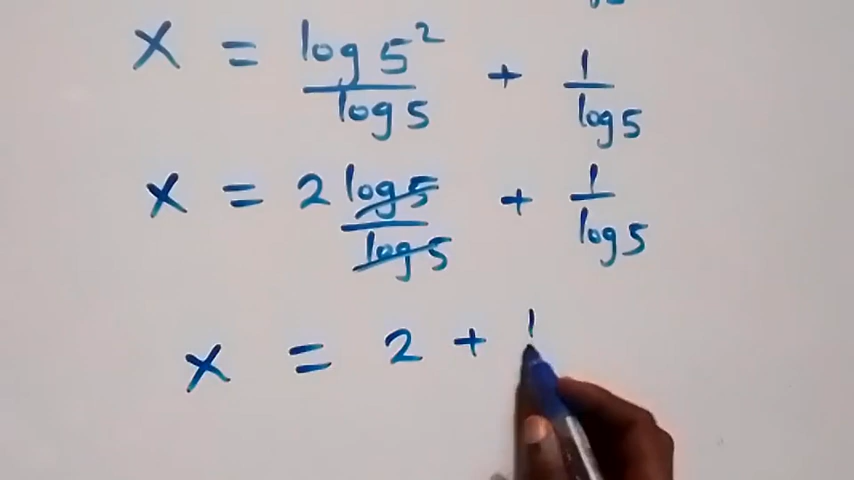 x = log 5² / log 5 + 1 / log 5
x = 2 log 5 / log 5 + 1 / log 5
x = 2 + 1